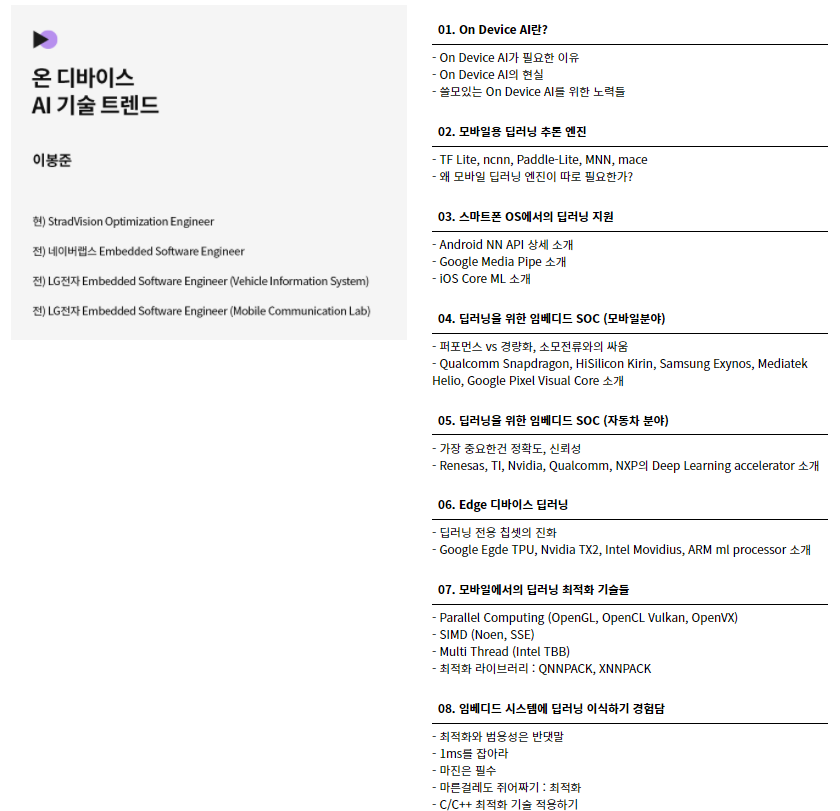 온 디바이스
AI 기술 트렌드
이봉준
현) StradVision Optimization Engineer
전) 네이버랩스 Embedded Software Engineer
전) LG전자 Embedded Software Engineer (Vehicle Information System)
전) LG전자 Embedded Software Engineer (Mobile Communication Lab)
01. On Device AI란?
- On Device AI가 필요한 이유
- On Device AI의 현실
- 쓸모있는 On Device AI를 위한 노력들
02. 모바일용 딥러닝 추톤 엔진
- TF Lite, ncnn, Paddle-Lite, MNN, mace
- 왜 모바일 딥러닝 엔진이 따로 필요한가?
03. 스마트폰 OS에서의 딥러닝 지원
- Android NN API 상세 소개
- Google Media Pipe 소개
- iOS Core ML 소개
04. 딥러닝을 위한 임베디드 SOC (모바일분야)
- 퍼포먼스 vs 경량화, 소모전류와의 싸움
- Qualcomm Snapdragon, HiSilicon Kirin, Samsung Exynos, Mediatek
Helio, Google Pixel Visual Core 소개
05. 딥러닝을 위한 임베디드 SOC (자동차 분야)
- 가장 중요한건 정확도, 신뢰성
- Renesas, TI, Nvidia, Qualcomm, NXP의 Deep Learning accelerator 소개
06. Edge 디바이스 딥러닝
- 딥러닝 전용 칩셋의 진화
- Google Egde TPU, Nvidia TX2, Intel Movidius, ARM ml processor 소개
07. 모바일에서의 딥러닝 최적화 기술들
- Parallel Computing (OpenGL, OpenCL Vulkan, OpenVX)
- SIMD (Noen, SSE)
- Multi Thread (Intel TBB)
- 최적화 라이브러리 : QNNPACK, XNNPACK
08. 임베디드 시스템에 딥러닝 이식하기 경험담
- 최적화와 범용성은 반댓말
- 1ms를 잡아라
- 마진은 필수
- 마른걸레도 쥐어짜기 : 최적화
- C/C++ 최적화 기술 적용하기